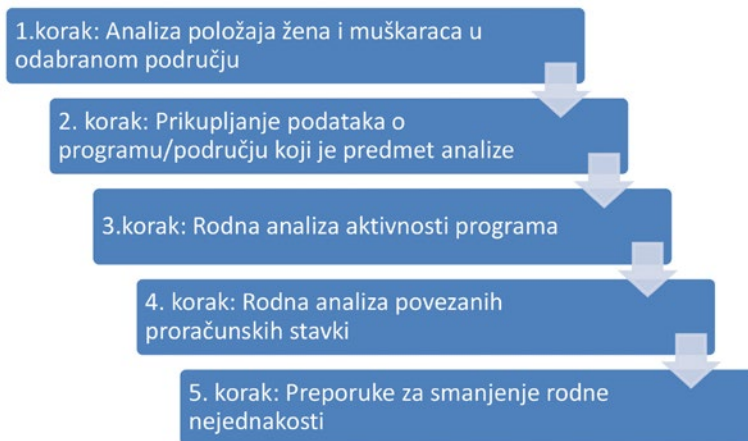 1.korak: Analiza položaja žena i muškaraca u
odabranom području
2. korak: Prikupljanje podataka o
programu/području koji je predmet analize
3.korak: Rodna analiza aktivnosti programa
4. korak: Rodna analiza povezanih
proračunskih stavki
5. korak: Preporuke za smanjenje rodne
nejednakosti